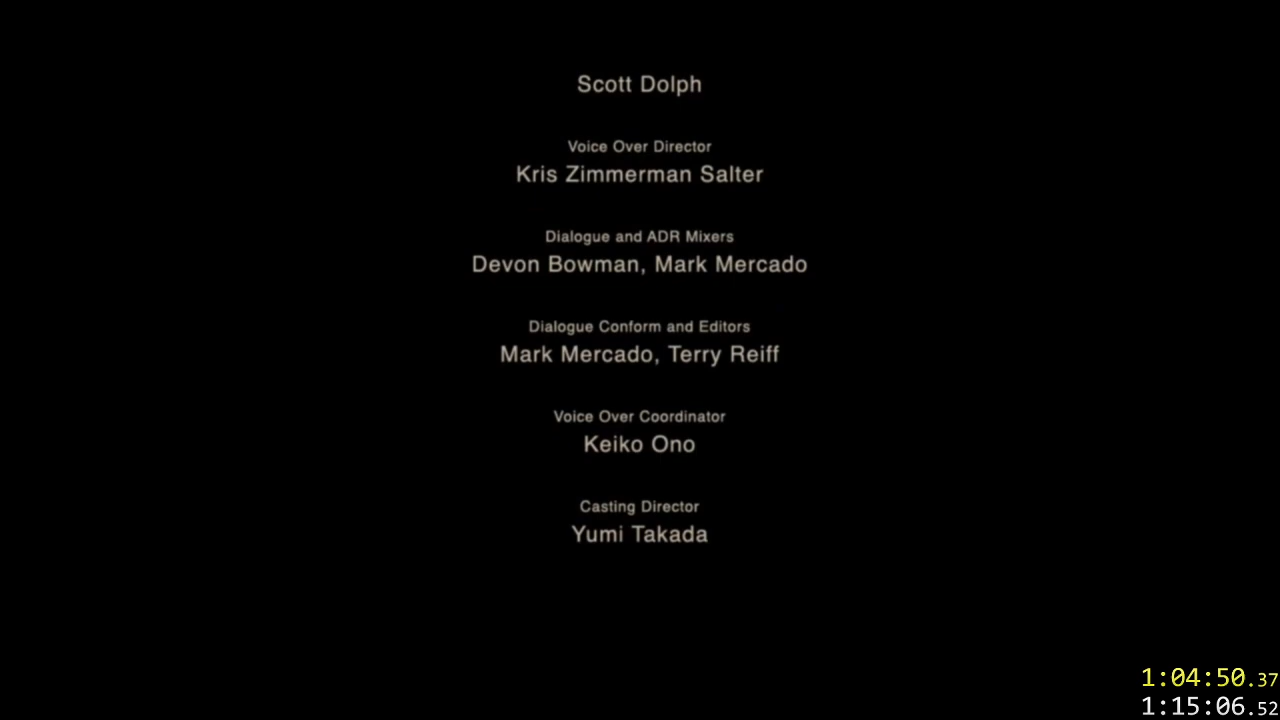 Scott Dolph
Voice Over Director
Kris Zimmerman Salter
Dialogue and ADR Mixers
Devon Bowman, Mark Mercado
Dialogue Conform and Editors
Mark Mercado, Terry Reiff
Voice Over Coordinator
Keiko Ono
Casting Director
Yumi Takada
1:04:50.37
1:15:06.52